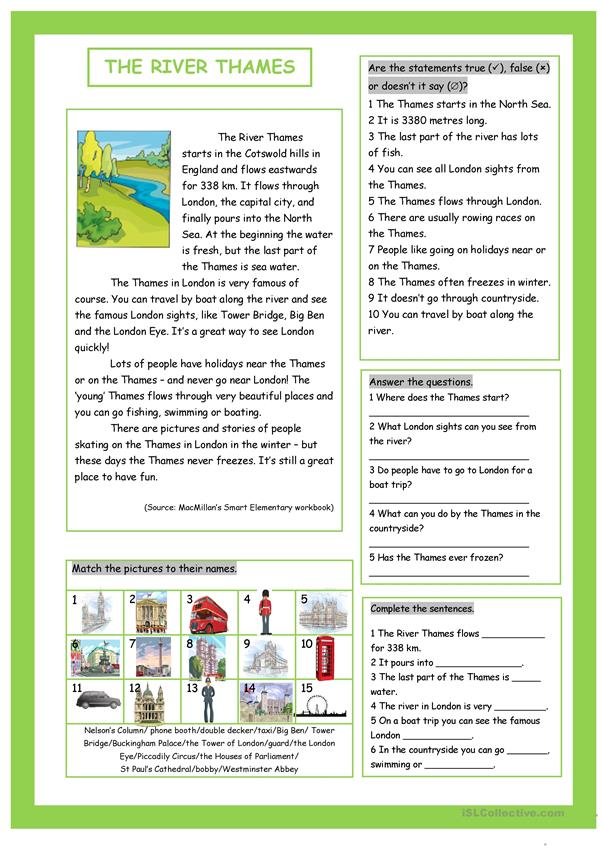 THE RIVER THAMES
The River Thames
starts in the Cotswold hills in
England and flows eastwards
for 338 km. It flows through
London, the capital city, and
finally pours into the North
Sea. At the beginning the water
is fresh, but the last part of
the Thames is sea water.
The Thames in London is very famous of
course. You can travel by boat along the river and see
the famous London sights, like Tower Bridge, Big Ben
and the London Eye. It's a great way to see London
quickly!
Lots of people have holidays near the Thames
or on the Thames – and never go near London! The
'young' Thames flows through very beautiful places and
you can go fishing, swimming or boating.
There are pictures and stories of people
skating on the Thames in London in the winter – but
these days the Thames never freezes. It's still a great
place to have fun.
(Source: MacMillan's Smart Elementary workbook)
Match the pictures to their names.
1 2 3 4 5
6 7 8 9 10
11 12 13 14 15
Nelson's Column/ phone booth/double decker/taxi/Big Ben/ Tower
Bridge/Buckingham Palace/the Tower of London/guard/the London
Eye/Piccadily Circus/the Houses of Parliament/
St Paul's Cathedral/bobby/Westminster Abbey
Are the statements true (✓), false (×)
or doesn't it say (∅)?
1 The Thames starts in the North Sea.
2 It is 3380 metres long.
3 The last part of the river has lots
of fish.
4 You can see all London sights from
the Thames.
5 The Thames flows through London.
6 There are usually rowing races on
the Thames.
7 People like going on holidays near or
on the Thames.
8 The Thames often freezes in winter.
9 It doesn't go through countryside.
10 You can travel by boat along the
river.
Answer the questions.
1 Where does the Thames start?
2 What London sights can you see from
the river?
3 Do people have to go to London for a
boat trip?
4 What can you do by the Thames in the
countryside?
5 Has the Thames ever frozen?
Complete the sentences.
1 The River Thames flows ____________
for 338 km.
2 It pours into ________________.
3 The last part of the Thames is _____
water.
4 The river in London is very __________.
5 On a boat trip you can see the famous
London _____________.
6 In the countryside you can go ________,
swimming or _____________.
iSLCollective.com